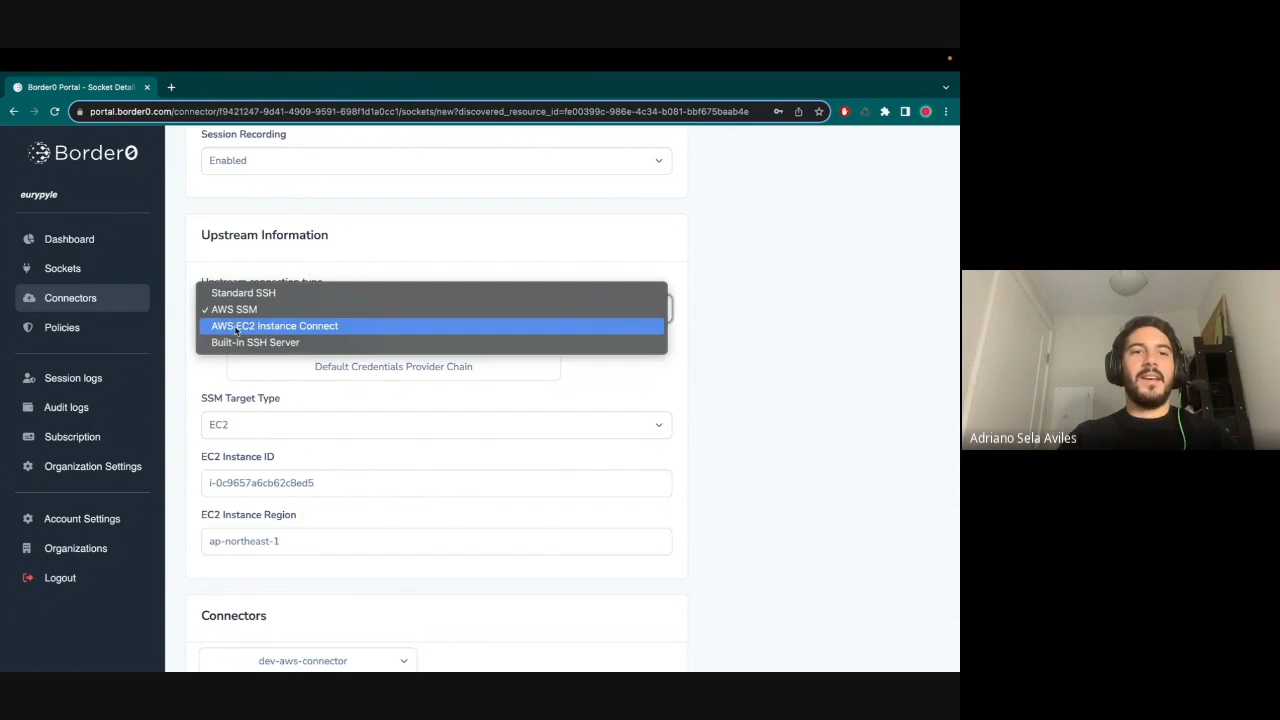 Border0 Portal - Socket Detai
portal.border0.com/connector/f9421247-9d41-4909-9591-698f1d1a0cc1/sockets/new?discovered_resource_id=fe00399c-986e-4c34-b081-bbf675baab4e
Border0
eurypyle
Dashboard
Sockets
Connectors
Policies
Session logs
Audit logs
Subscription
Organization Settings
Account Settings
Organizations
Logout
Session Recording
Enabled
Upstream Information
Upstream connection type
Standard SSH
✓ AWS SSM
AWS EC2 Instance Connect
Built-In SSH Server
Default Credentials Provider Chain
SSM Target Type
EC2
EC2 Instance ID
i-0c9657a6cb62c8ed5
EC2 Instance Region
ap-northeast-1
Connectors
dev-aws-connector
Adriano Sela Aviles